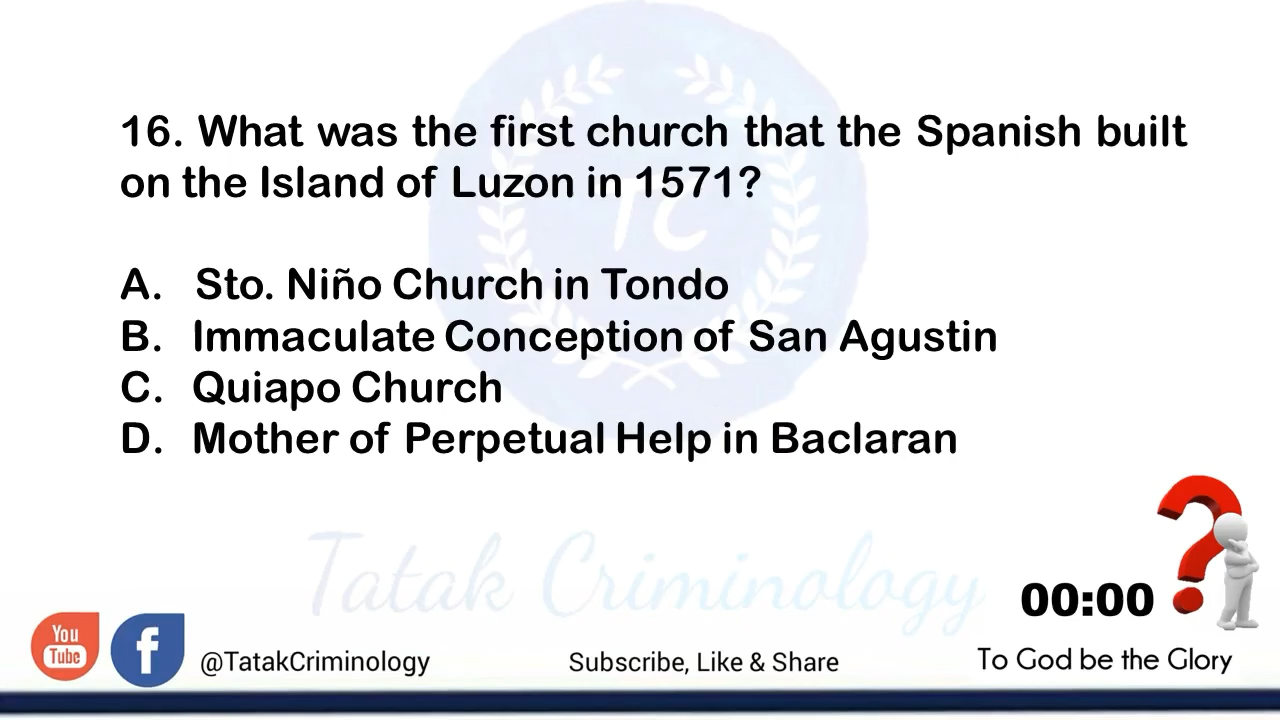 16. What was the first church that the Spanish built
on the Island of Luzon in 1571?
A. Sto. Niño Church in Tondo
B. Immaculate Conception of San Agustin
C. Quiapo Church
D. Mother of Perpetual Help in Baclaran
TC
Tatak Criminology
00:00
You
Tube
f
@TatakCriminology
Subscribe, Like & Share
To God be the Glory